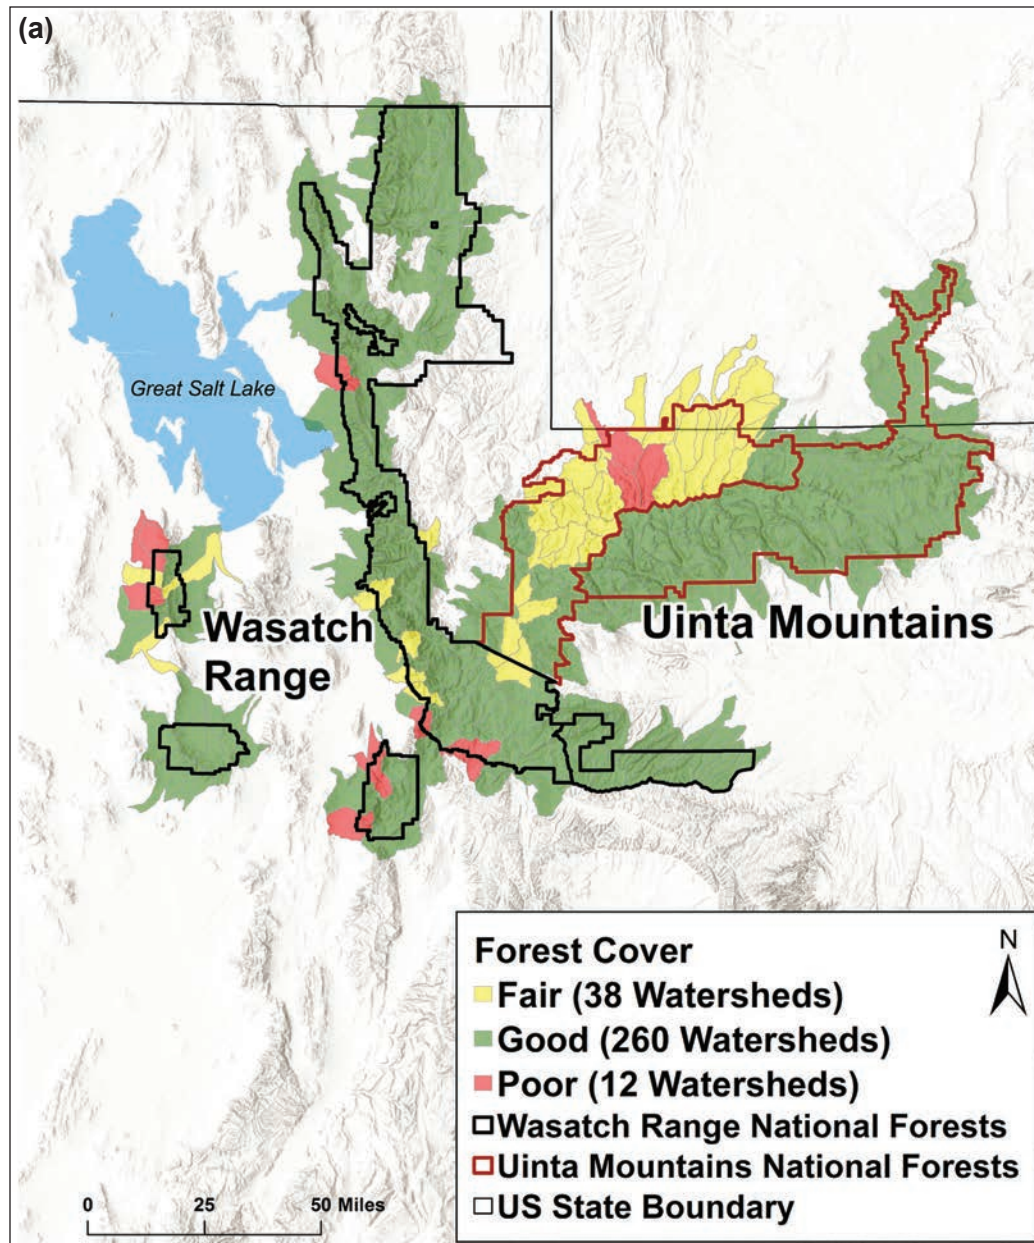 (a)
Great Salt Lake
Wasatch
Range
Uinta Mountains
Forest Cover
Fair (38 Watersheds)
Good (260 Watersheds)
Poor (12 Watersheds)
Wasatch Range National Forests
Uinta Mountains National Forests
US State Boundary
N
0 25 50 Miles